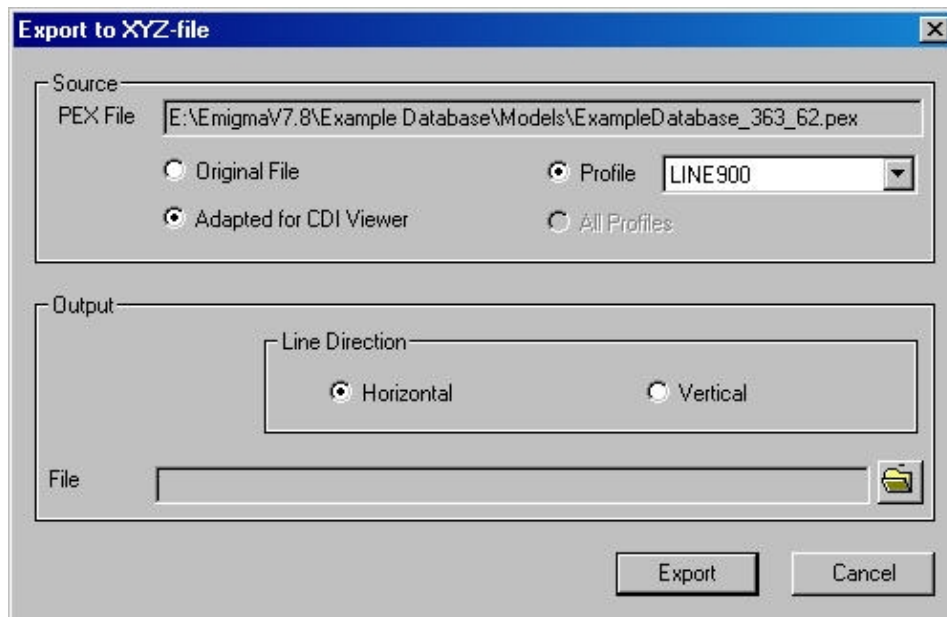 Export to XYZ-file
Source
PEX File E:\EmigmaV7.8\Example Database\Models\ExampleDatabase_363_62.pex
Original File Profile LINE900
Adapted for CDI Viewer All Profiles
Output
Line Direction
Horizontal Vertical
File
Export Cancel